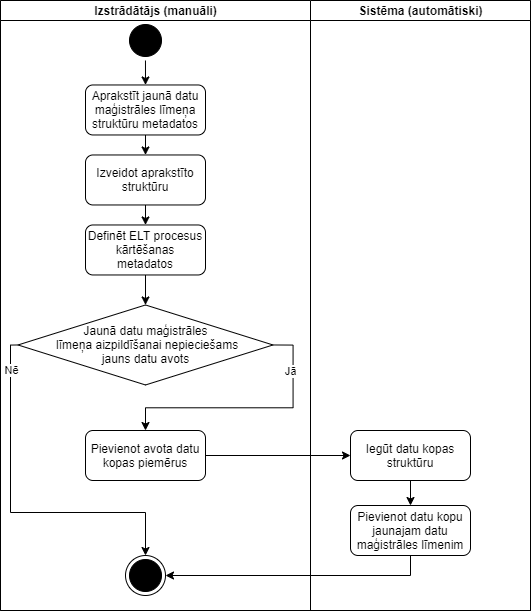 Izstrādātājs (manuāli)
Sistēma (automātiski)
Aprakstīt jaunā datu
maģistrāles līmeņa
struktūru metadatos
Izveidot aprakstīto
struktūru
Definēt ELT procesus
kārtēšanas
metadatos
Jaunā datu maģistrāles
līmeņa aizpildīšanai nepieciešams
jauns datu avots
Nē
Jā
Pievienot avota datu
kopas piemērus
Iegūt datu kopas
struktūru
Pievienot datu kopu
jaunajam datu
maģistrāles līmenim